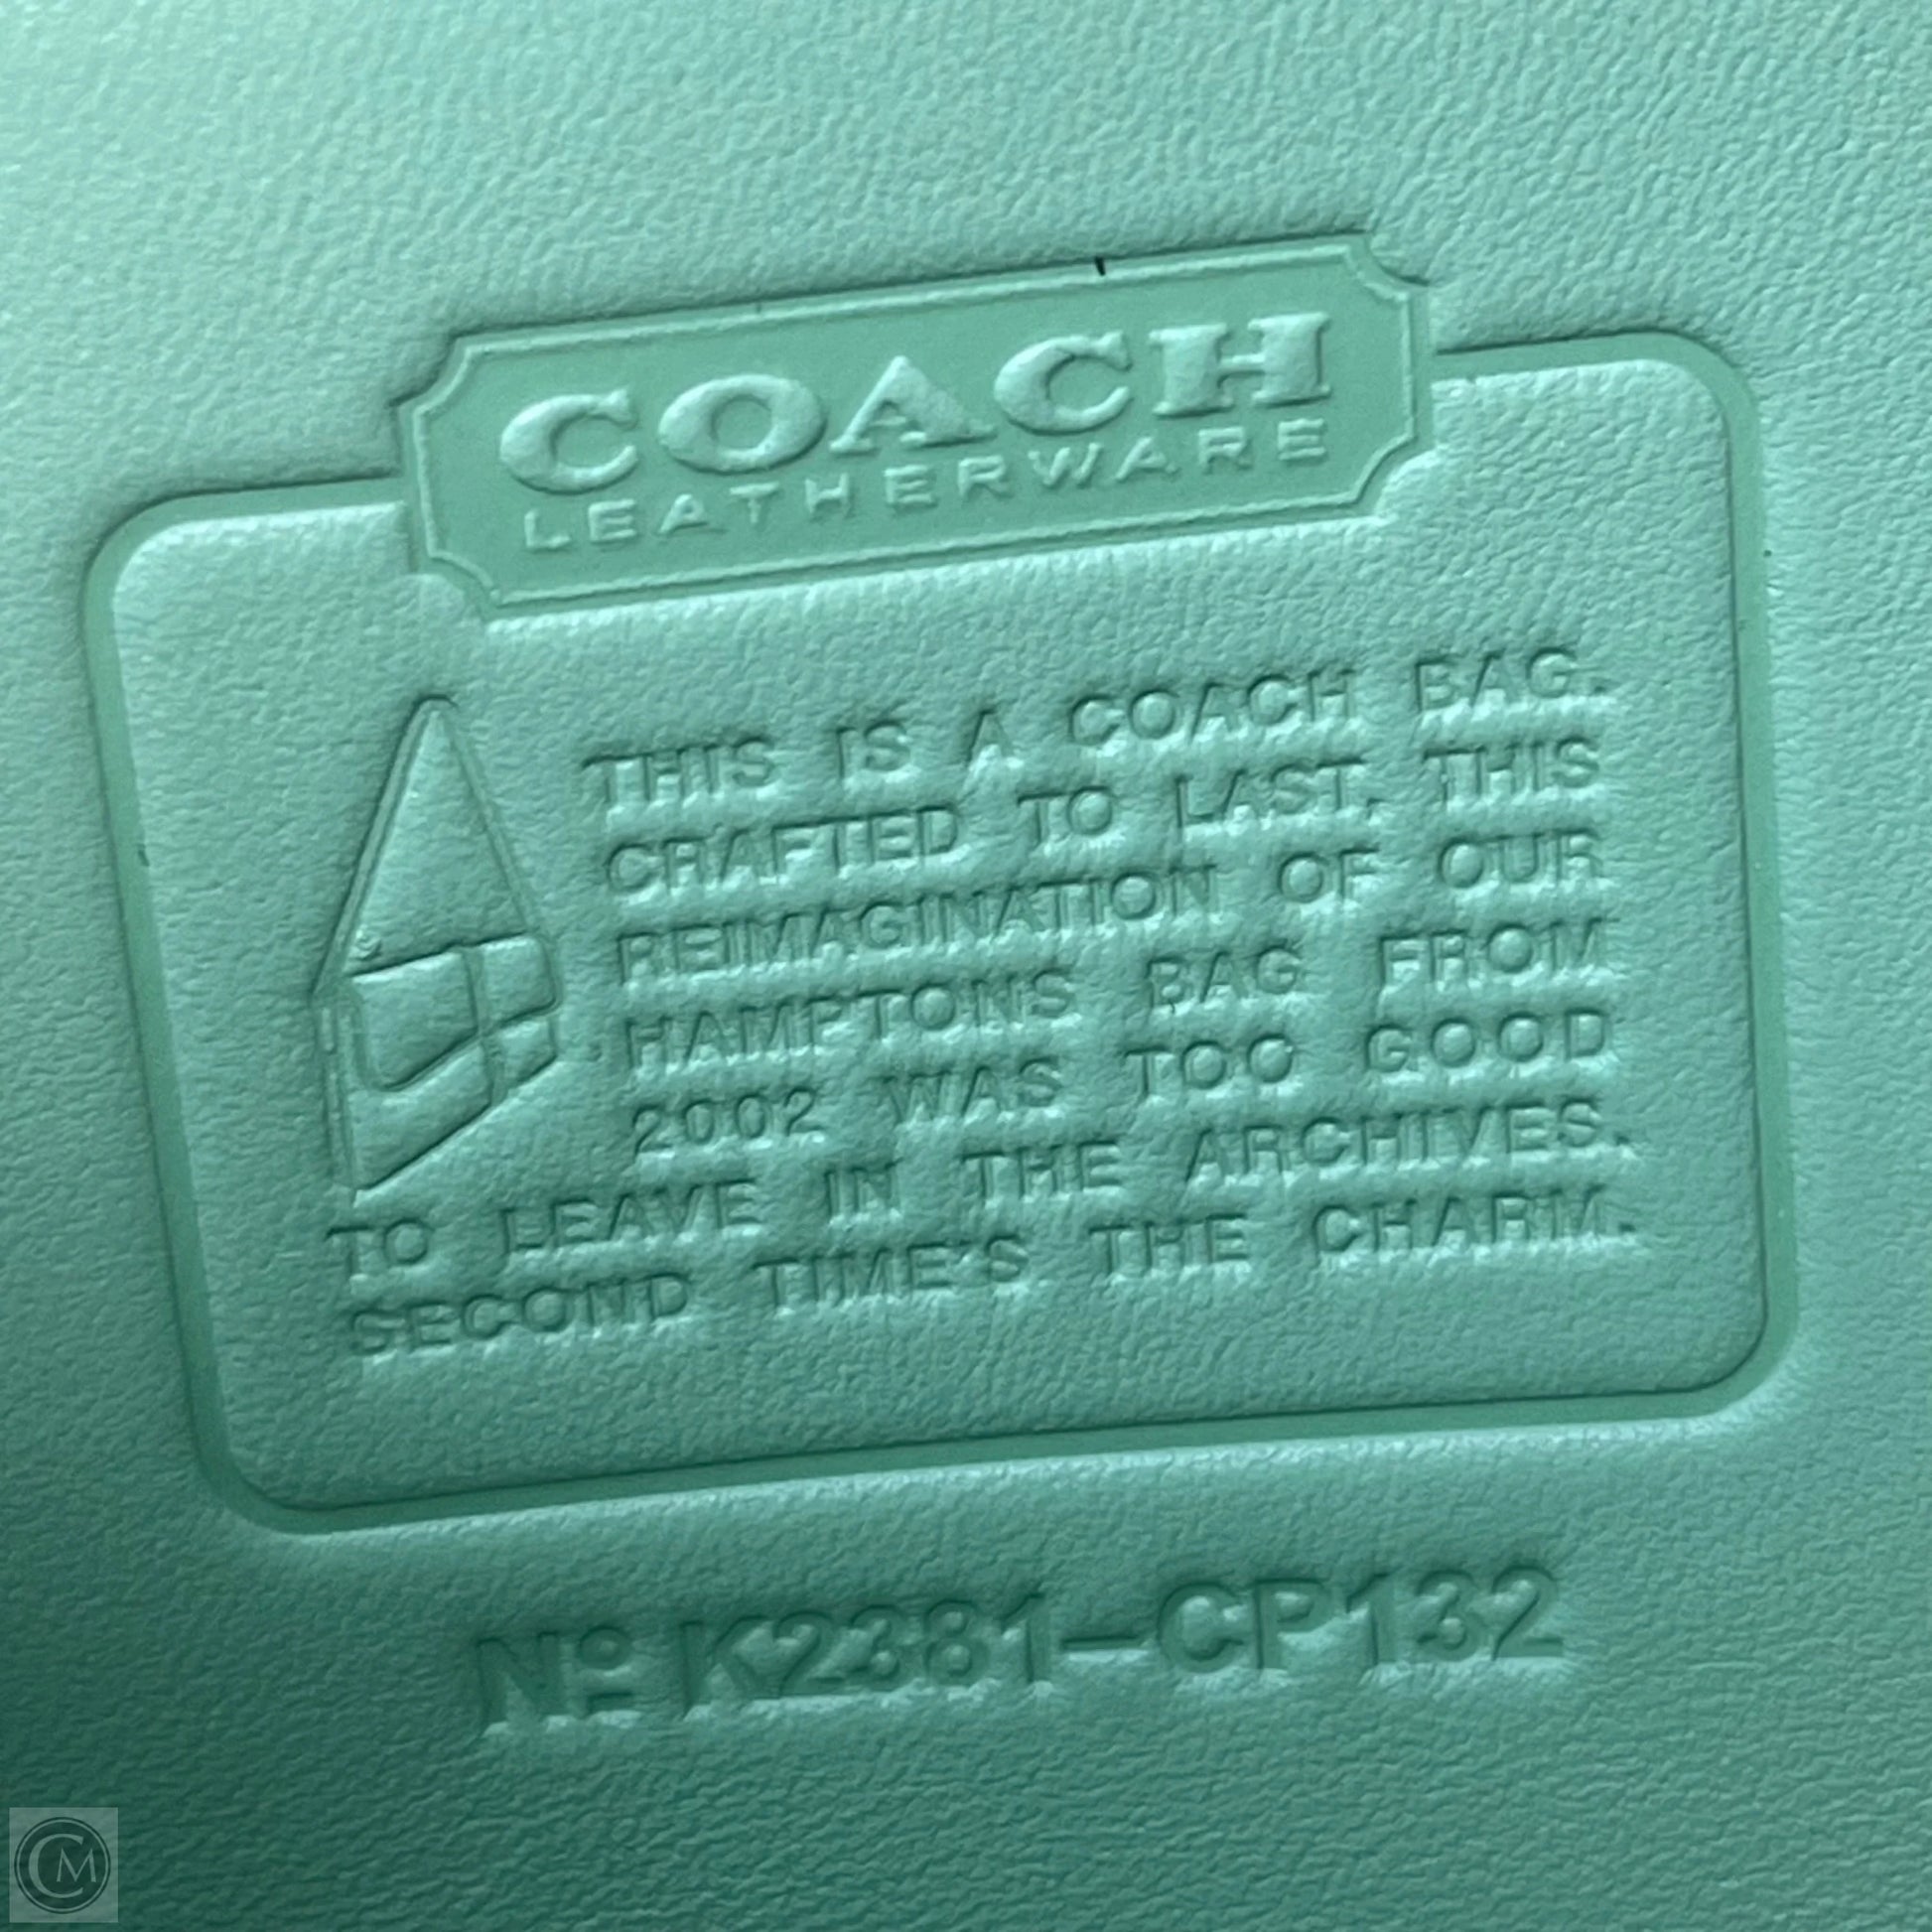 COACH
LEATHERWARE
THIS IS A COACH BAG.
CRAFTED TO LAST, THIS
REIMAGINATION OF OUR
HAMPTONS BAG FROM
2002 WAS TOO GOOD
TO LEAVE IN THE ARCHIVES.
SECOND TIME'S THE CHARM.
Nº K2381-CP132
CM